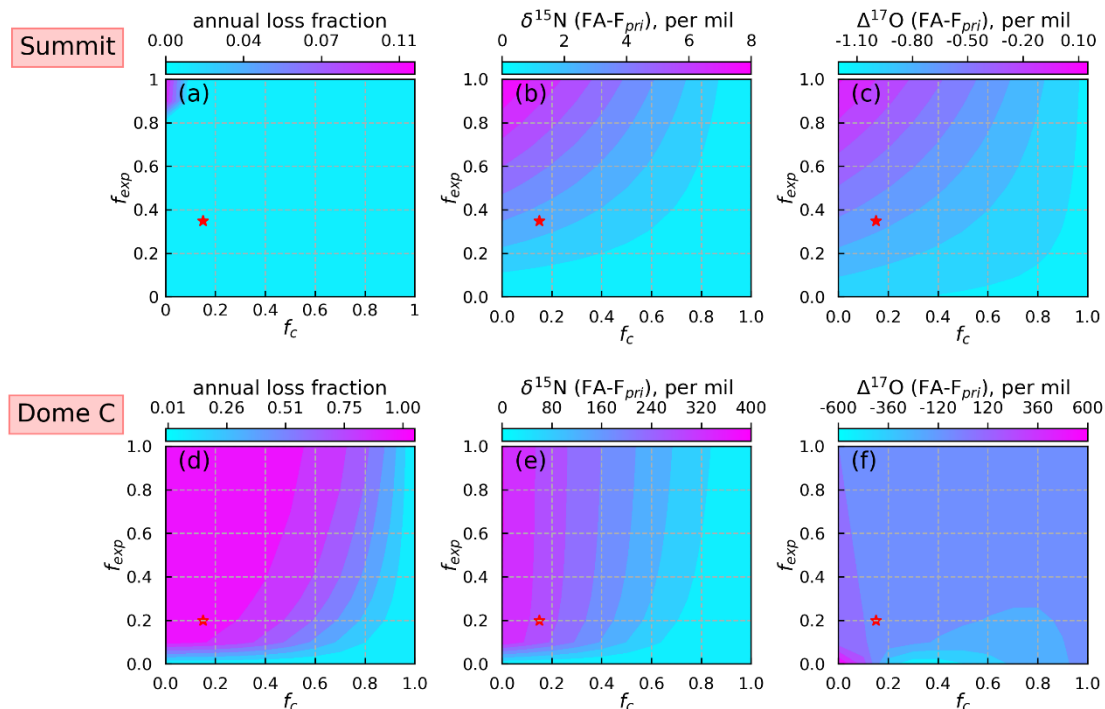 Summit
annual loss fraction
0.00 0.04 0.07 0.11
(a)
1
0.8
0.6
0.4
0.2
0
f_exp
0.0 0.2 0.4 0.6 0.8 1
f_c
δ¹⁵N (FA-F_pri), per mil
0 2 4 6 8
(b)
1.0
0.8
0.6
0.4
0.2
0.0
f_exp
0.0 0.2 0.4 0.6 0.8 1.0
f_c
Δ¹⁷O (FA-F_pri), per mil
-1.10 -0.80 -0.50 -0.20 0.10
(c)
1.0
0.8
0.6
0.4
0.2
0.0
f_exp
0.0 0.2 0.4 0.6 0.8 1.0
f_c
Dome C
annual loss fraction
0.01 0.26 0.51 0.75 1.00
(d)
1.0
0.8
0.6
0.4
0.2
0.0
f_exp
0.0 0.2 0.4 0.6 0.8 1.0
f_c
δ¹⁵N (FA-F_pri), per mil
0 80 160 240 320 400
(e)
1.0
0.8
0.6
0.4
0.2
0.0
f_exp
0.0 0.2 0.4 0.6 0.8 1.0
f_c
Δ¹⁷O (FA-F_pri), per mil
-600 -360 -120 120 360 600
(f)
1.0
0.8
0.6
0.4
0.2
0.0
f_exp
0.0 0.2 0.4 0.6 0.8 1.0
f_c